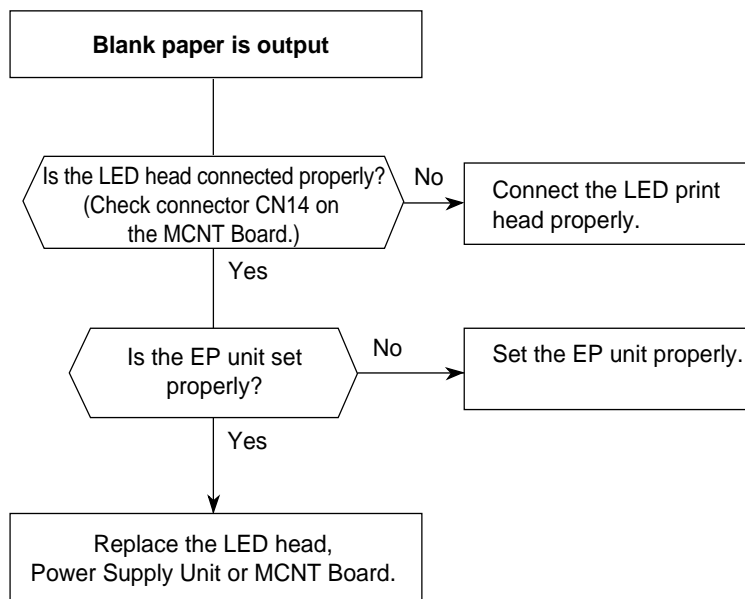 Blank paper is output
Is the LED head connected properly?
(Check connector CN14 on
the MCNT Board.)
No
Connect the LED print
head properly.
Yes
Is the EP unit set
properly?
No
Set the EP unit properly.
Yes
Replace the LED head,
Power Supply Unit or MCNT Board.